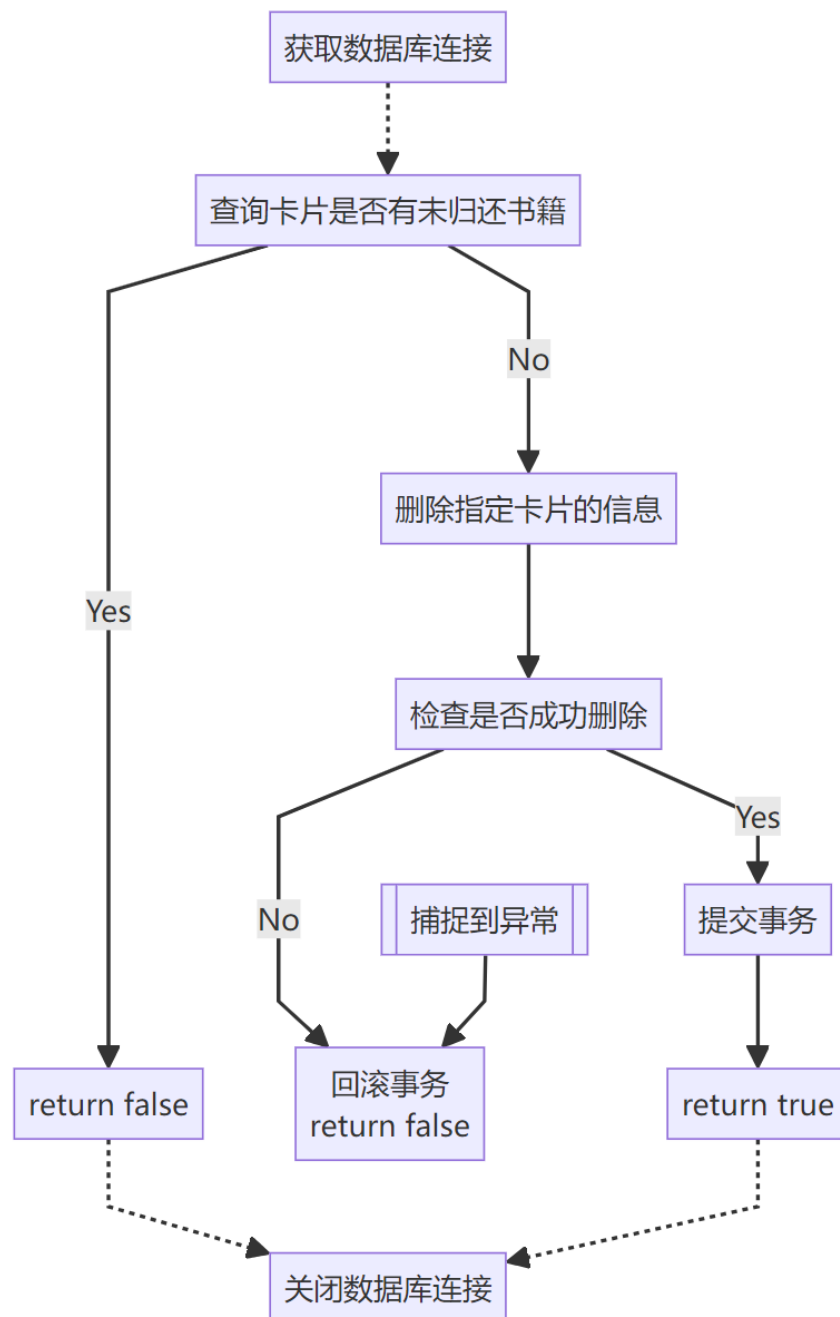 获取数据库连接
查询卡片是否有未归还书籍
No
删除指定卡片的信息
Yes
检查是否成功删除
Yes
No
捕捉到异常
提交事务
return false
回滚事务
return false
return true
关闭数据库连接